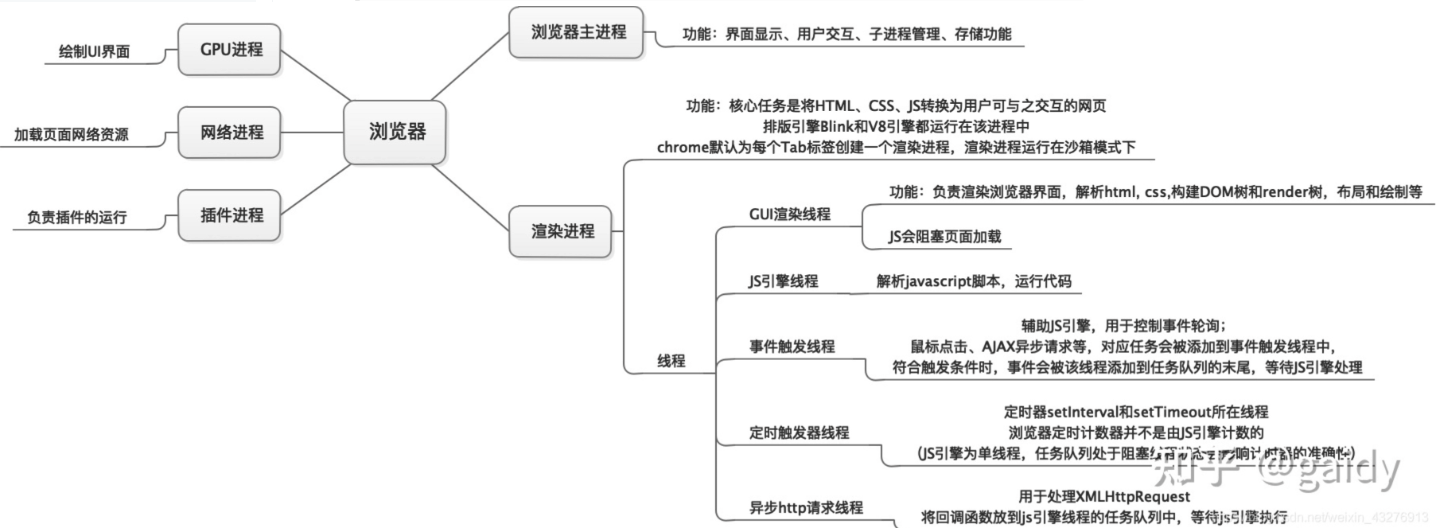 浏览器
GPU进程
绘制UI界面
网络进程
加载页面网络资源
插件进程
负责插件的运行
浏览器主进程
功能：界面显示、用户交互、子进程管理、存储功能
渲染进程
功能：核心任务是将HTML、CSS、JS转换为用户可与之交互的网页
排版引擎Blink和V8引擎都运行在该进程中
chrome默认为每个Tab标签创建一个渲染进程，渲染进程运行在沙箱模式下
线程
GUI渲染线程
功能：负责渲染浏览器界面，解析html, css,构建DOM树和render树，布局和绘制等
JS会阻塞页面加载
JS引擎线程
解析javascript脚本，运行代码
事件触发线程
辅助JS引擎，用于控制事件轮询；
鼠标点击、AJAX异步请求等，对应任务会被添加到事件触发线程中，
符合触发条件时，事件会被该线程添加到任务队列的末尾，等待JS引擎处理
定时触发器线程
定时器setInterval和setTimeout所在线程
浏览器定时计数器并不是由JS引擎计数的
（JS引擎为单线程，任务队列处于阻塞 影响计时器的准确性）
异步http请求线程
用于处理XMLHttpRequest
将回调函数放到js引擎线程的任务队列中，等待js引擎执行
知乎 @gaidy
weixin_43276913